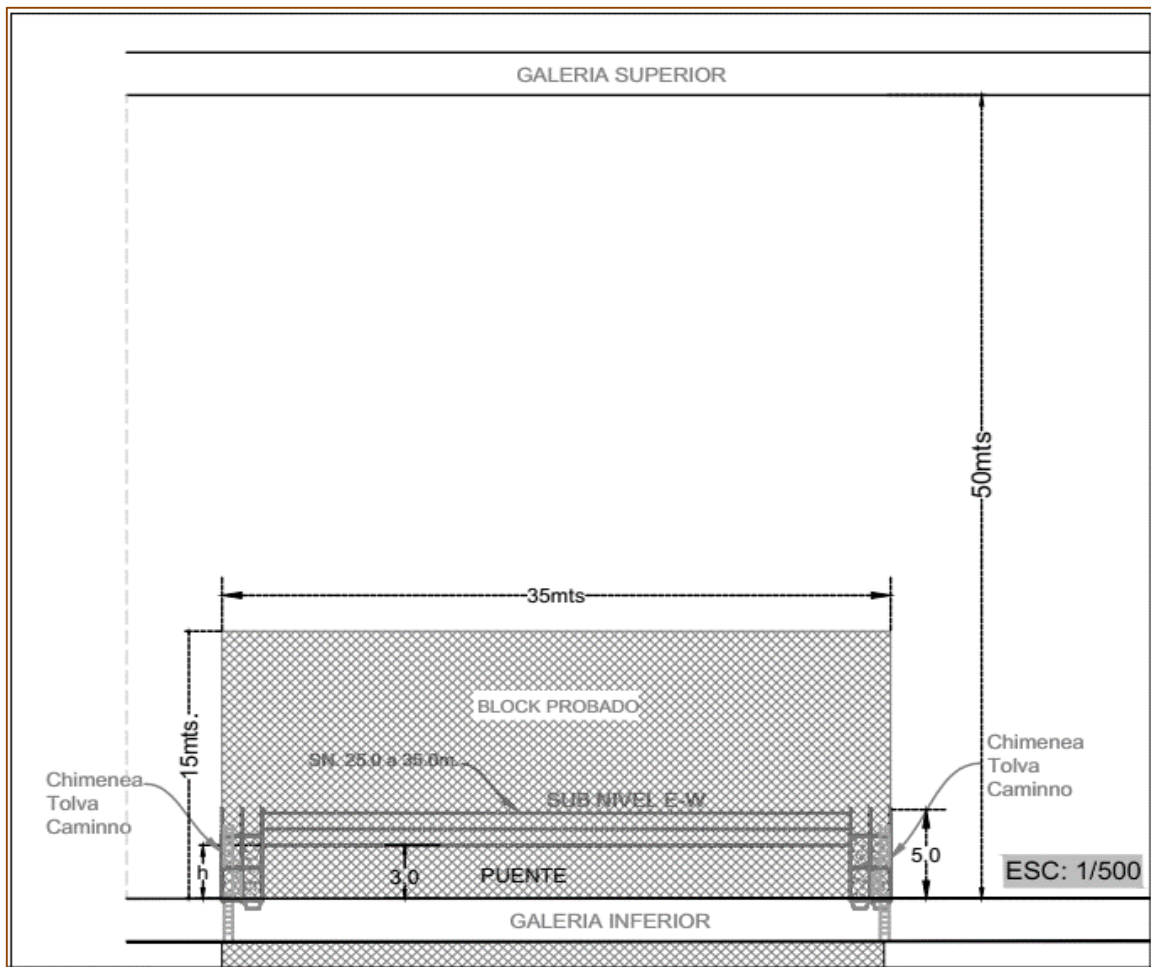 GALERIA SUPERIOR
50mts
35mts
BLOCK PROBADO
15mts.
SN. 25.0 a 35.0m.
SUB NIVEL E-W
Chimenea
Tolva
Caminno
Chimenea
Tolva
Caminno
h
3.0
PUENTE
5.0
ESC: 1/500
GALERIA INFERIOR